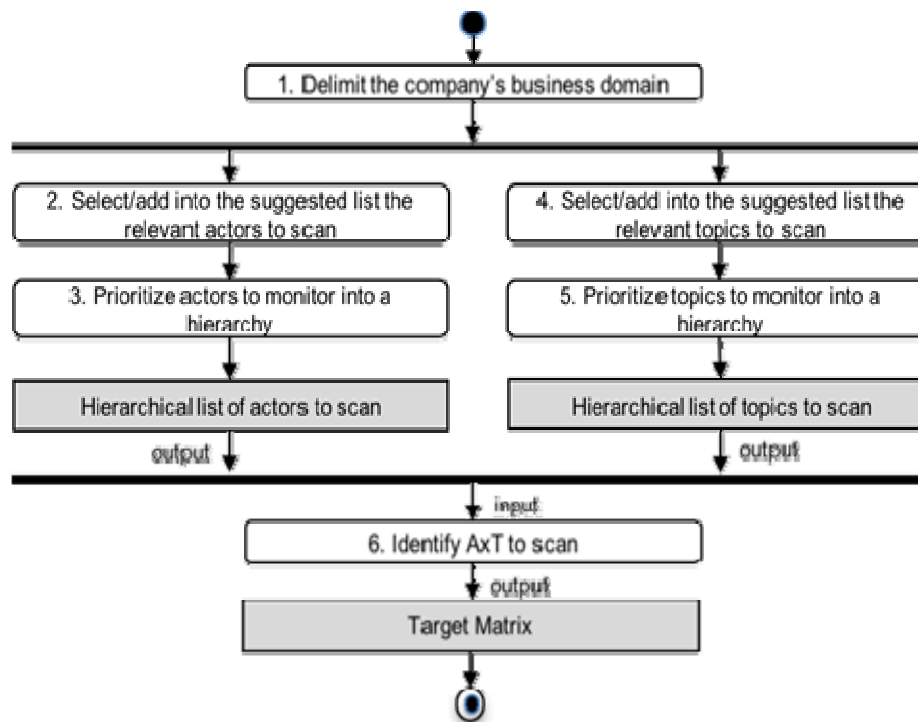 1. Delimit the company's business domain
2. Select/add into the suggested list the
relevant actors to scan
4. Select/add into the suggested list the
relevant topics to scan
3. Prioritize actors to monitor into a
hierarchy
5. Prioritize topics to monitor into a
hierarchy
Hierarchical list of actors to scan
Hierarchical list of topics to scan
output
output
input
6. Identify AxT to scan
output
Target Matrix